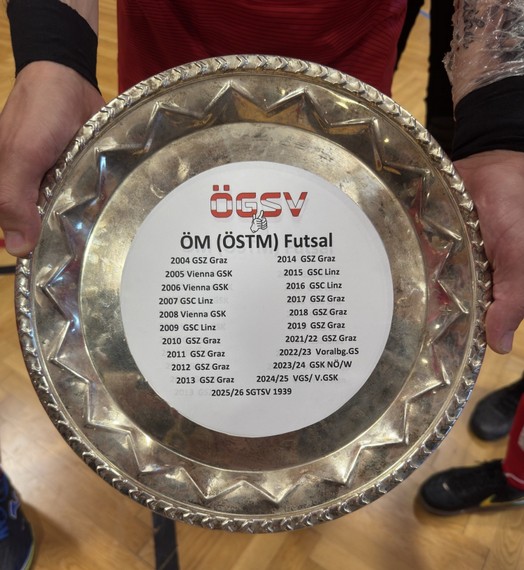 ÖGSV
ÖM (ÖSTM) Futsal
2004 GSZ Graz
2005 Vienna GSK
2006 Vienna GSK
2007 GSC Linz
2008 Vienna GSK
2009 GSC Linz
2010 GSZ Graz
2011 GSZ Graz
2012 GSZ Graz
2013 GSZ Graz
2014 GSZ Graz
2015 GSC Linz
2016 GSC Linz
2017 GSZ Graz
2018 GSZ Graz
2019 GSZ Graz
2021/22 GSZ Graz
2022/23 Voralbg.GS
2023/24 GSK NÖ/W
2024/25 VGS/ V.GSK
2025/26 SGTSV 1939